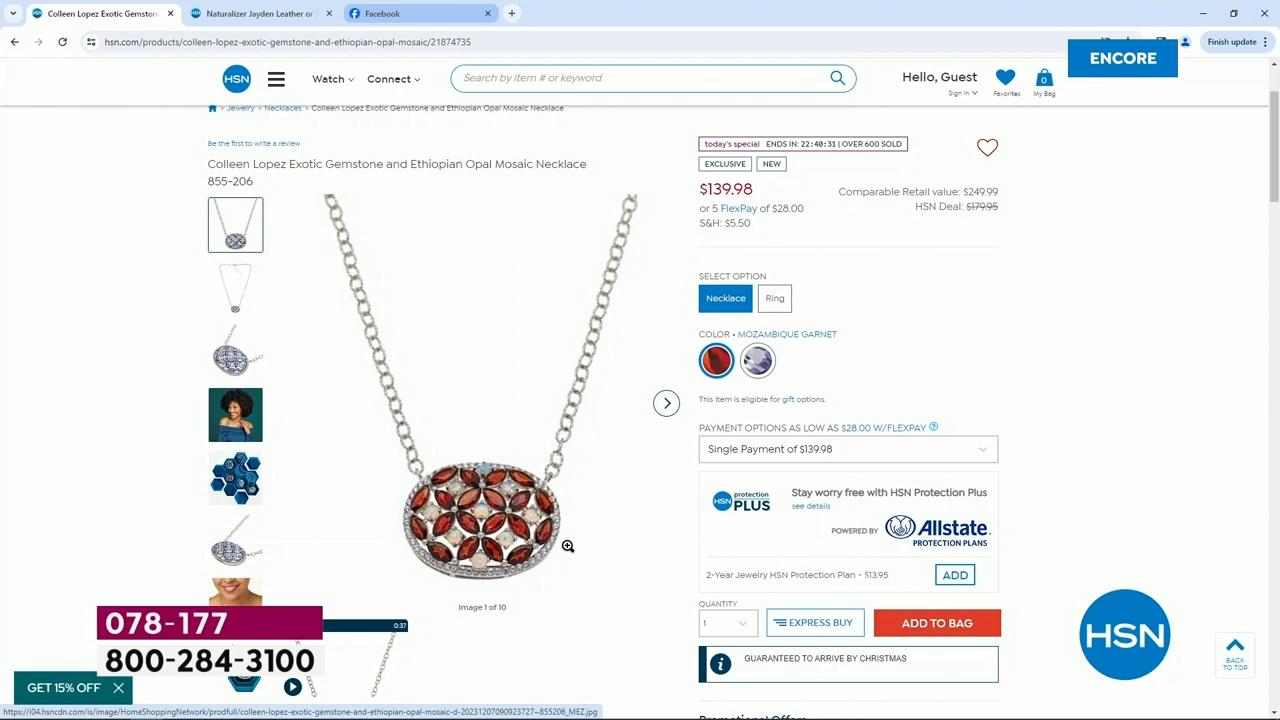 Colleen Lopez Exotic Gemstone
Naturalizer Jayden Leather or
Facebook
hsn.com/products/colleen-lopez-exotic-gemstone-and-ethiopian-opal-mosaic/21874735
Finish update
ENCORE
HSN
Watch
Connect
Search by item # or keyword
Hello, Guest
Sign In
Favorites
0
My Bag
Jewelry > Necklaces > Colleen Lopez Exotic Gemstone and Ethiopian Opal Mosaic Necklace
Be the first to write a review
Colleen Lopez Exotic Gemstone and Ethiopian Opal Mosaic Necklace
855-206
today's special ENDS IN: 22:40:31 | OVER 600 SOLD
EXCLUSIVE
NEW
$139.98
or 5 FlexPay of $28.00
S&H: $5.50
Comparable Retail value: $249.99
HSN Deal: $179.95
SELECT OPTION
Necklace
Ring
COLOR • MOZAMBIQUE GARNET
This item is eligible for gift options.
PAYMENT OPTIONS AS LOW AS $28.00 W/FLEXPAY
Single Payment of $139.98
HSN protection PLUS
Stay worry free with HSN Protection Plus
see details
POWERED BY
Allstate
PROTECTION PLANS
2-Year Jewelry HSN Protection Plan - $13.95
ADD
Image 1 of 10
QUANTITY
1
EXPRESS BUY
ADD TO BAG
GUARANTEED TO ARRIVE BY CHRISTMAS
0:37
078-177
800-284-3100
GET 15% OFF
HSN
BACK
TO TOP
https://i04.hsncdn.com/is/image/HomeShoppingNetwork/prodfull/colleen-lopez-exotic-gemstone-and-ethiopian-opal-mosaic-d-20231207090923727~855206_MEZ.jpg